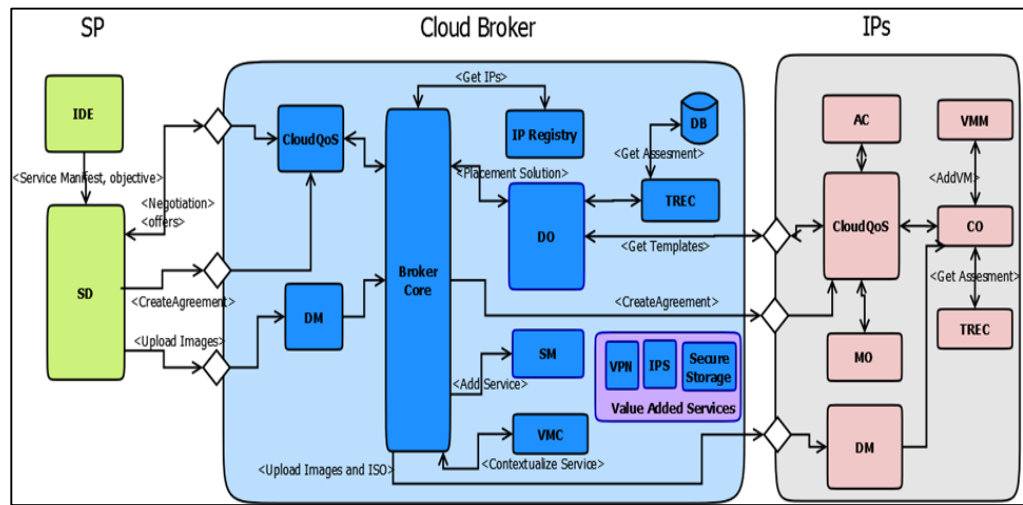 SP
Cloud Broker
IPs
IDE
<Service Manifest, objective>
<Negotiation>
<offers>
SD
<CreateAgreement>
<Upload Images>
<Get IPs>
CloudQoS
IP Registry
DB
<Get Assesment>
<Placement Solution>
TREC
DO
<Get Templates>
Broker
Core
DM
<CreateAgreement>
SM
<Add Service>
VPN
IPS
Secure
Storage
Value Added Services
VMC
<Contextualize Service>
<Upload Images and ISO>
AC
VMM
<AddVM>
CloudQoS
CO
<Get Assesment>
TREC
MO
DM